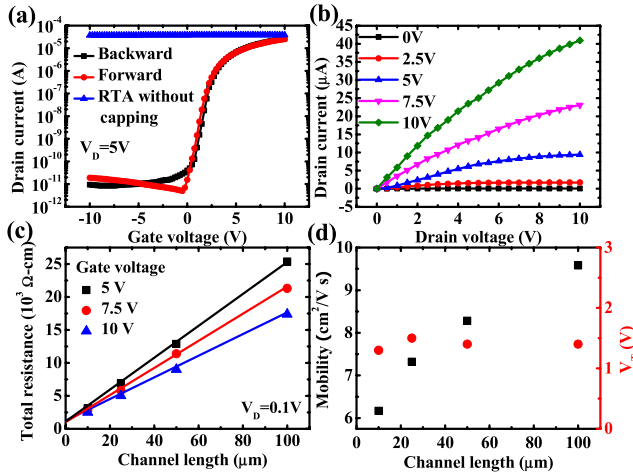 (a)
10⁻⁴
10⁻⁵
10⁻⁶
10⁻⁷
10⁻⁸
10⁻⁹
10⁻¹⁰
10⁻¹¹
10⁻¹²
Drain current (A)
Backward
Forward
RTA without
capping
V_D=5V
-10 -5 0 5 10
Gate voltage (V)
(b)
45
40
35
30
25
20
15
10
5
0
-5
Drain current (μA)
0V
2.5V
5V
7.5V
10V
0 2 4 6 8 10
Drain voltage (V)
(c)
25
20
15
10
5
0
Total resistance (10³ Ω-cm)
Gate voltage
5 V
7.5 V
10 V
V_D=0.1V
0 20 40 60 80 100
Channel length (μm)
(d)
10
9
8
7
6
Mobility (cm²/V s)
3
2
1
0
V_T (V)
0 20 40 60 80 100
Channel length (μm)